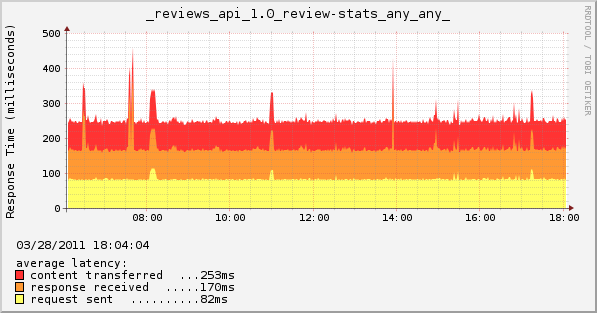 _reviews_api_1.0_review-stats_any_any_
RRDTOOL / TOBI OETIKER
Response Time (milliseconds)
500
400
300
200
100
0
08:00 10:00 12:00 14:00 16:00 18:00
03/28/2011 18:04:04
average latency:
content transferred ...253ms
response received .....170ms
request sent ..........82ms